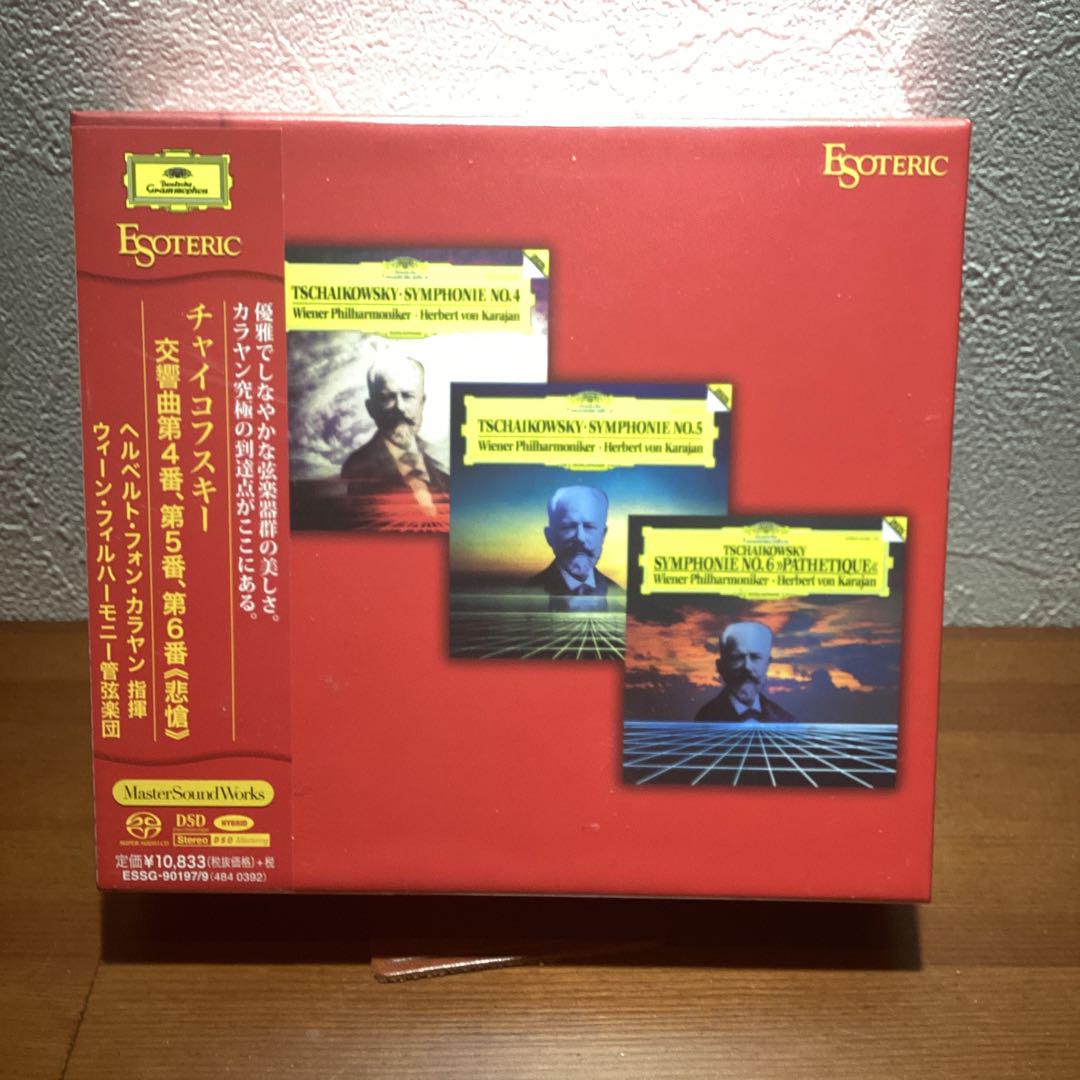 Deutsche
Grammophon
ESOTERIC
優雅でしなやかな弦楽器群の美しさ。
カラヤン究極の到達点がここにある。
チャイコフスキー
交響曲第4番、第5番、第6番《悲愴》
ヘルベルト・フォン・カラヤン 指揮
ウィーン・フィルハーモニー管弦楽団
MasterSoundWorks
SUPER AUDIO CD
DSD
HYBRID
Stereo
DSD Mastering
定価¥10,833(税抜価格)+税
ESSG-90197/9(484 0392)
ESOTERIC
TSCHAIKOWSKY·SYMPHONIE NO.4
Wiener Philharmoniker · Herbert von Karajan
TSCHAIKOWSKY·SYMPHONIE NO.5
Wiener Philharmoniker · Herbert von Karajan
TSCHAIKOWSKY
SYMPHONIE NO.6 »PATHETIQUE«
Wiener Philharmoniker · Herbert von Karajan